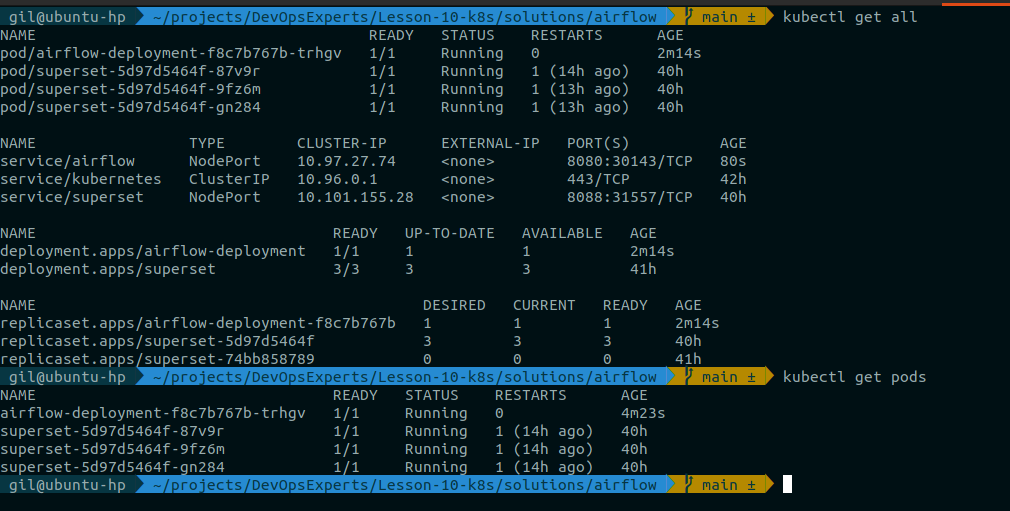 gil@ubuntu-hp ~/projects/DevOpsExperts/Lesson-10-k8s/solutions/airflow main ± kubectl get all
NAME READY STATUS RESTARTS AGE
pod/airflow-deployment-f8c7b767b-trhgv 1/1 Running 0 2m14s
pod/superset-5d97d5464f-87v9r 1/1 Running 1 (14h ago) 40h
pod/superset-5d97d5464f-9fz6m 1/1 Running 1 (13h ago) 40h
pod/superset-5d97d5464f-gn284 1/1 Running 1 (13h ago) 40h
NAME TYPE CLUSTER-IP EXTERNAL-IP PORT(S) AGE
service/airflow NodePort 10.97.27.74 <none> 8080:30143/TCP 80s
service/kubernetes ClusterIP 10.96.0.1 <none> 443/TCP 42h
service/superset NodePort 10.101.155.28 <none> 8088:31557/TCP 40h
NAME READY UP-TO-DATE AVAILABLE AGE
deployment.apps/airflow-deployment 1/1 1 1 2m14s
deployment.apps/superset 3/3 3 3 41h
NAME DESIRED CURRENT READY AGE
replicaset.apps/airflow-deployment-f8c7b767b 1 1 1 2m14s
replicaset.apps/superset-5d97d5464f 3 3 3 40h
replicaset.apps/superset-74bb858789 0 0 0 41h
gil@ubuntu-hp ~/projects/DevOpsExperts/Lesson-10-k8s/solutions/airflow main ± kubectl get pods
NAME READY STATUS RESTARTS AGE
airflow-deployment-f8c7b767b-trhgv 1/1 Running 0 4m23s
superset-5d97d5464f-87v9r 1/1 Running 1 (14h ago) 40h
superset-5d97d5464f-9fz6m 1/1 Running 1 (14h ago) 40h
superset-5d97d5464f-gn284 1/1 Running 1 (14h ago) 40h
gil@ubuntu-hp ~/projects/DevOpsExperts/Lesson-10-k8s/solutions/airflow main ±